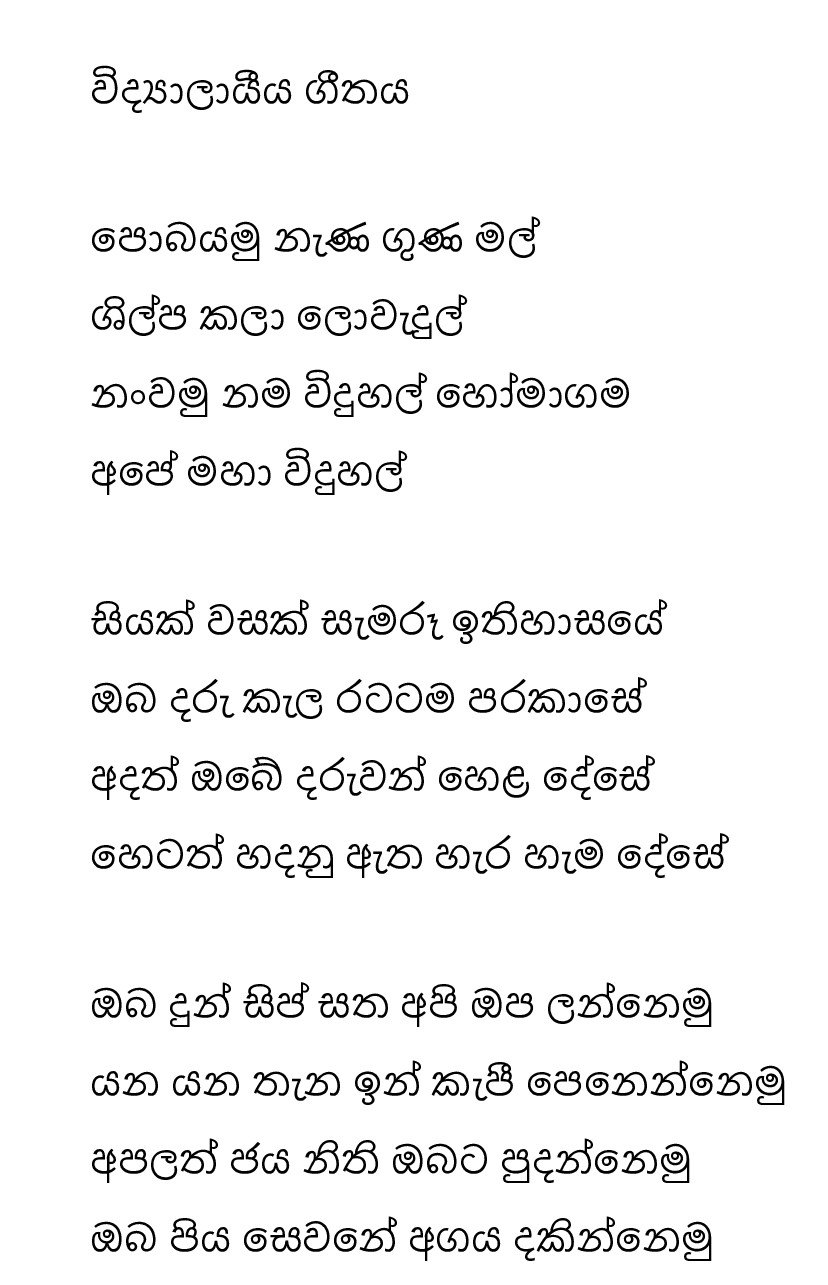 විද්‍යාලායීය ගීතය
පොබයමු නැණ ගුණ මල්
ශිල්ප කලා ලොවැදුල්
නංවමු නම විදුහල් හෝමාගම
අපේ මහා විදුහල්
සියක් වසක් සැමරූ ඉතිහාසයේ
ඔබ දරු කැල රටටම පරකාසේ
අදත් ඔබේ දරුවන් හෙළ දේසේ
හෙටත් හදනු ඇත හැර හැම දේසේ
ඔබ දුන් සිප් සත අපි ඔප ලන්නෙමු
යන යන තැන ඉන් කැපී පෙනෙන්නෙමු
අපලත් ජය නිති ඔබට පුදන්නෙමු
ඔබ පිය සෙවනේ අගය දකින්නෙමු